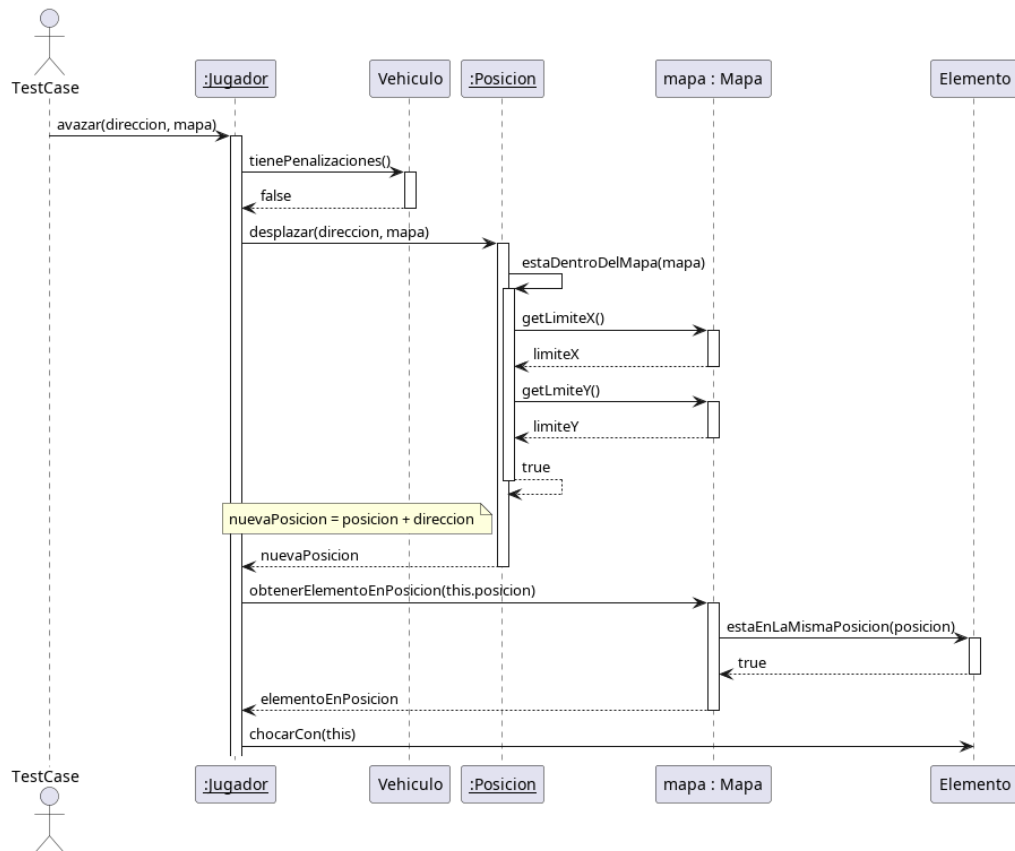 TestCase
:Jugador
Vehiculo
:Posicion
mapa : Mapa
Elemento
avazar(direccion, mapa)
tienePenalizaciones()
false
desplazar(direccion, mapa)
estaDentroDelMapa(mapa)
getLimiteX()
limiteX
getLmiteY()
limiteY
true
nuevaPosicion = posicion + direccion
nuevaPosicion
obtenerElementoEnPosicion(this.posicion)
estaEnLaMismaPosicion(posicion)
true
elementoEnPosicion
chocarCon(this)
TestCase
:Jugador
Vehiculo
:Posicion
mapa : Mapa
Elemento